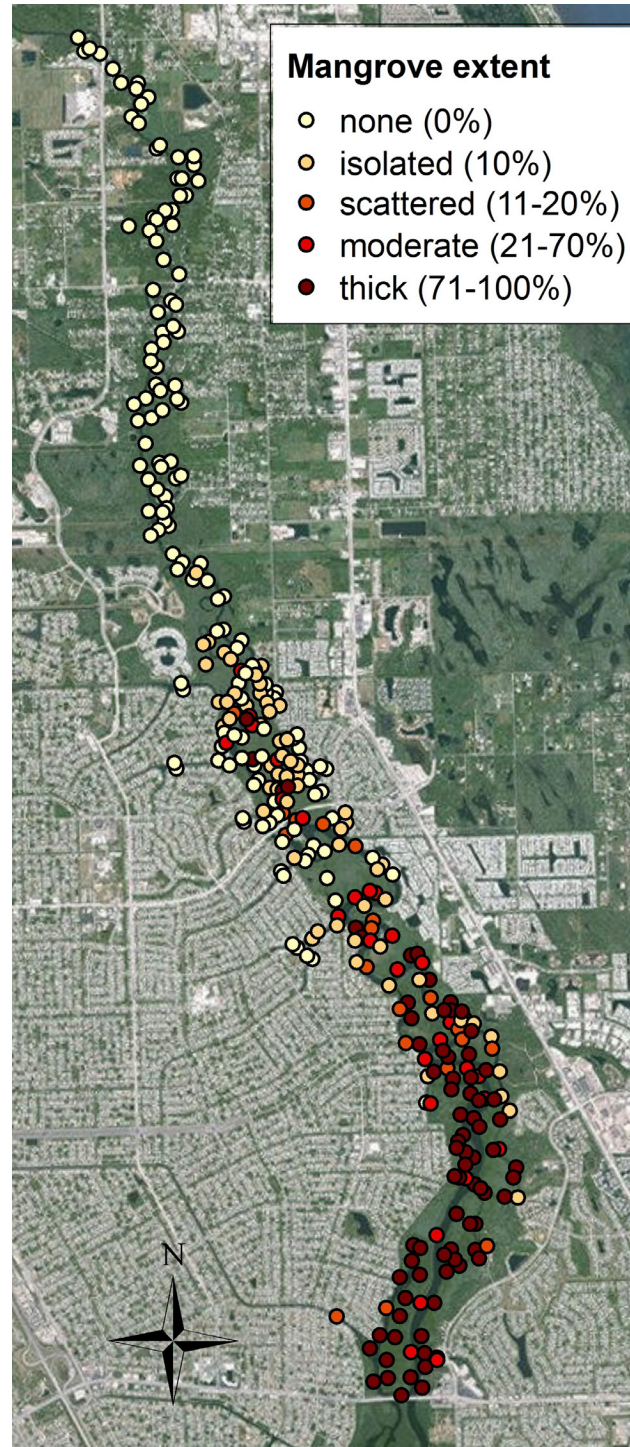 Mangrove extent
none (0%)
isolated (10%)
scattered (11-20%)
moderate (21-70%)
thick (71-100%)
N